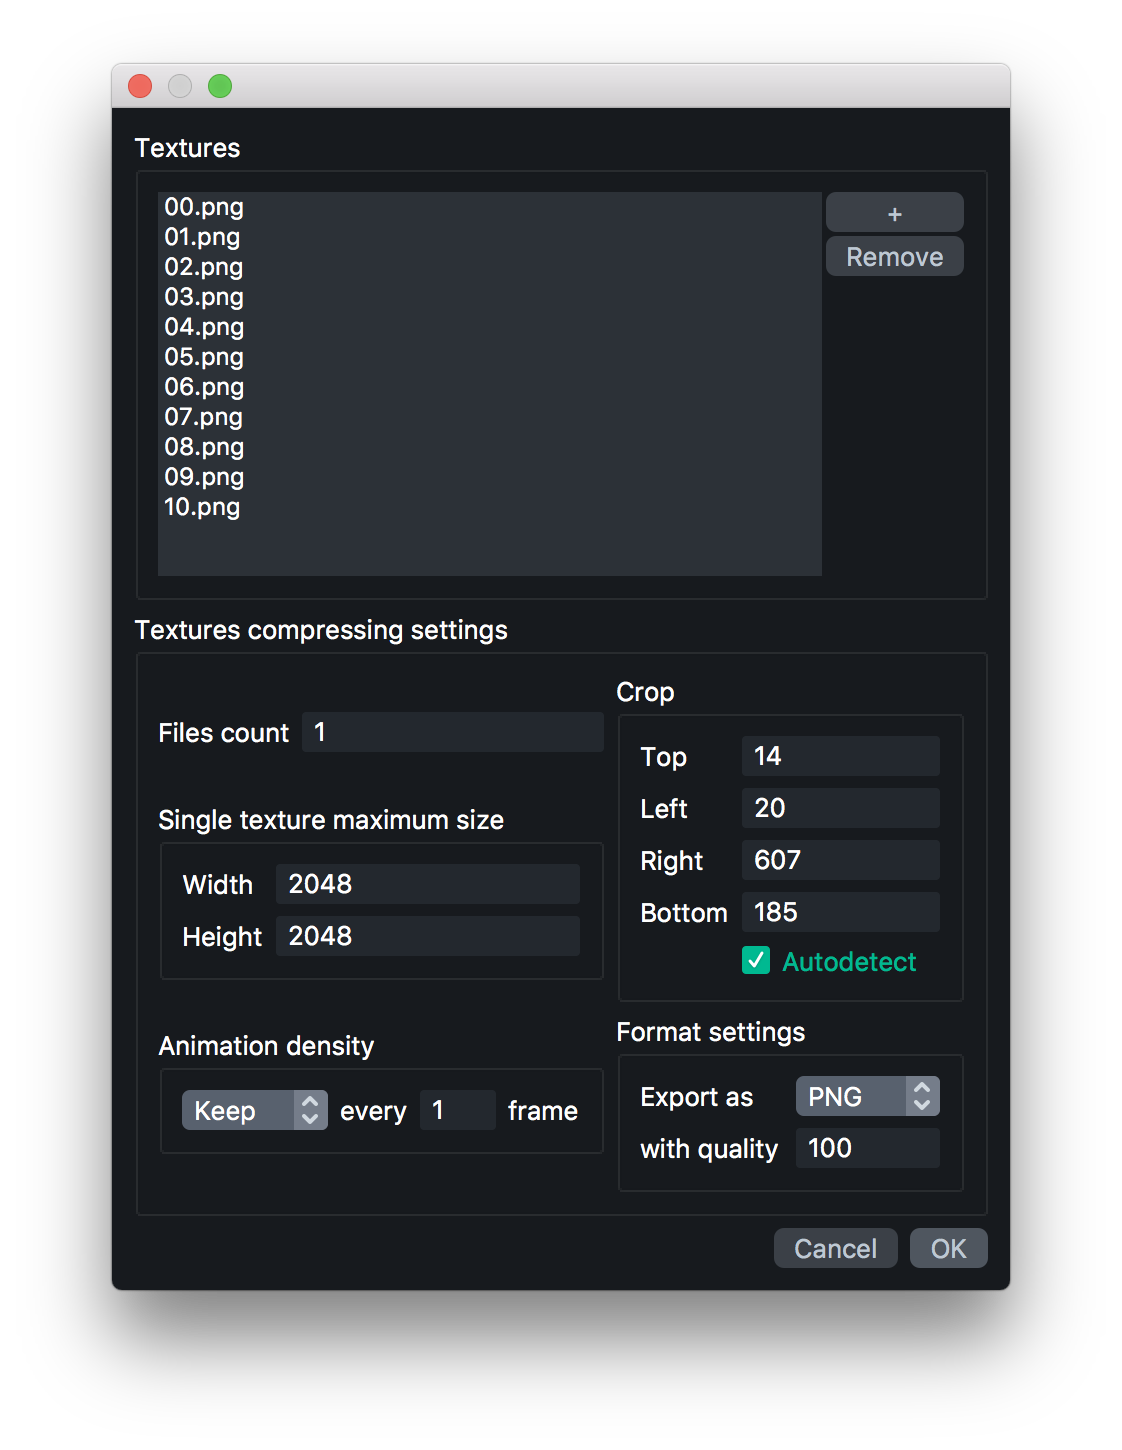 Textures
00.png
01.png
02.png
03.png
04.png
05.png
06.png
07.png
08.png
09.png
10.png
+
Remove
Textures compressing settings
Files count 1
Single texture maximum size
Width 2048
Height 2048
Animation density
Keep every 1 frame
Crop
Top 14
Left 20
Right 607
Bottom 185
Autodetect
Format settings
Export as PNG
with quality 100
Cancel OK